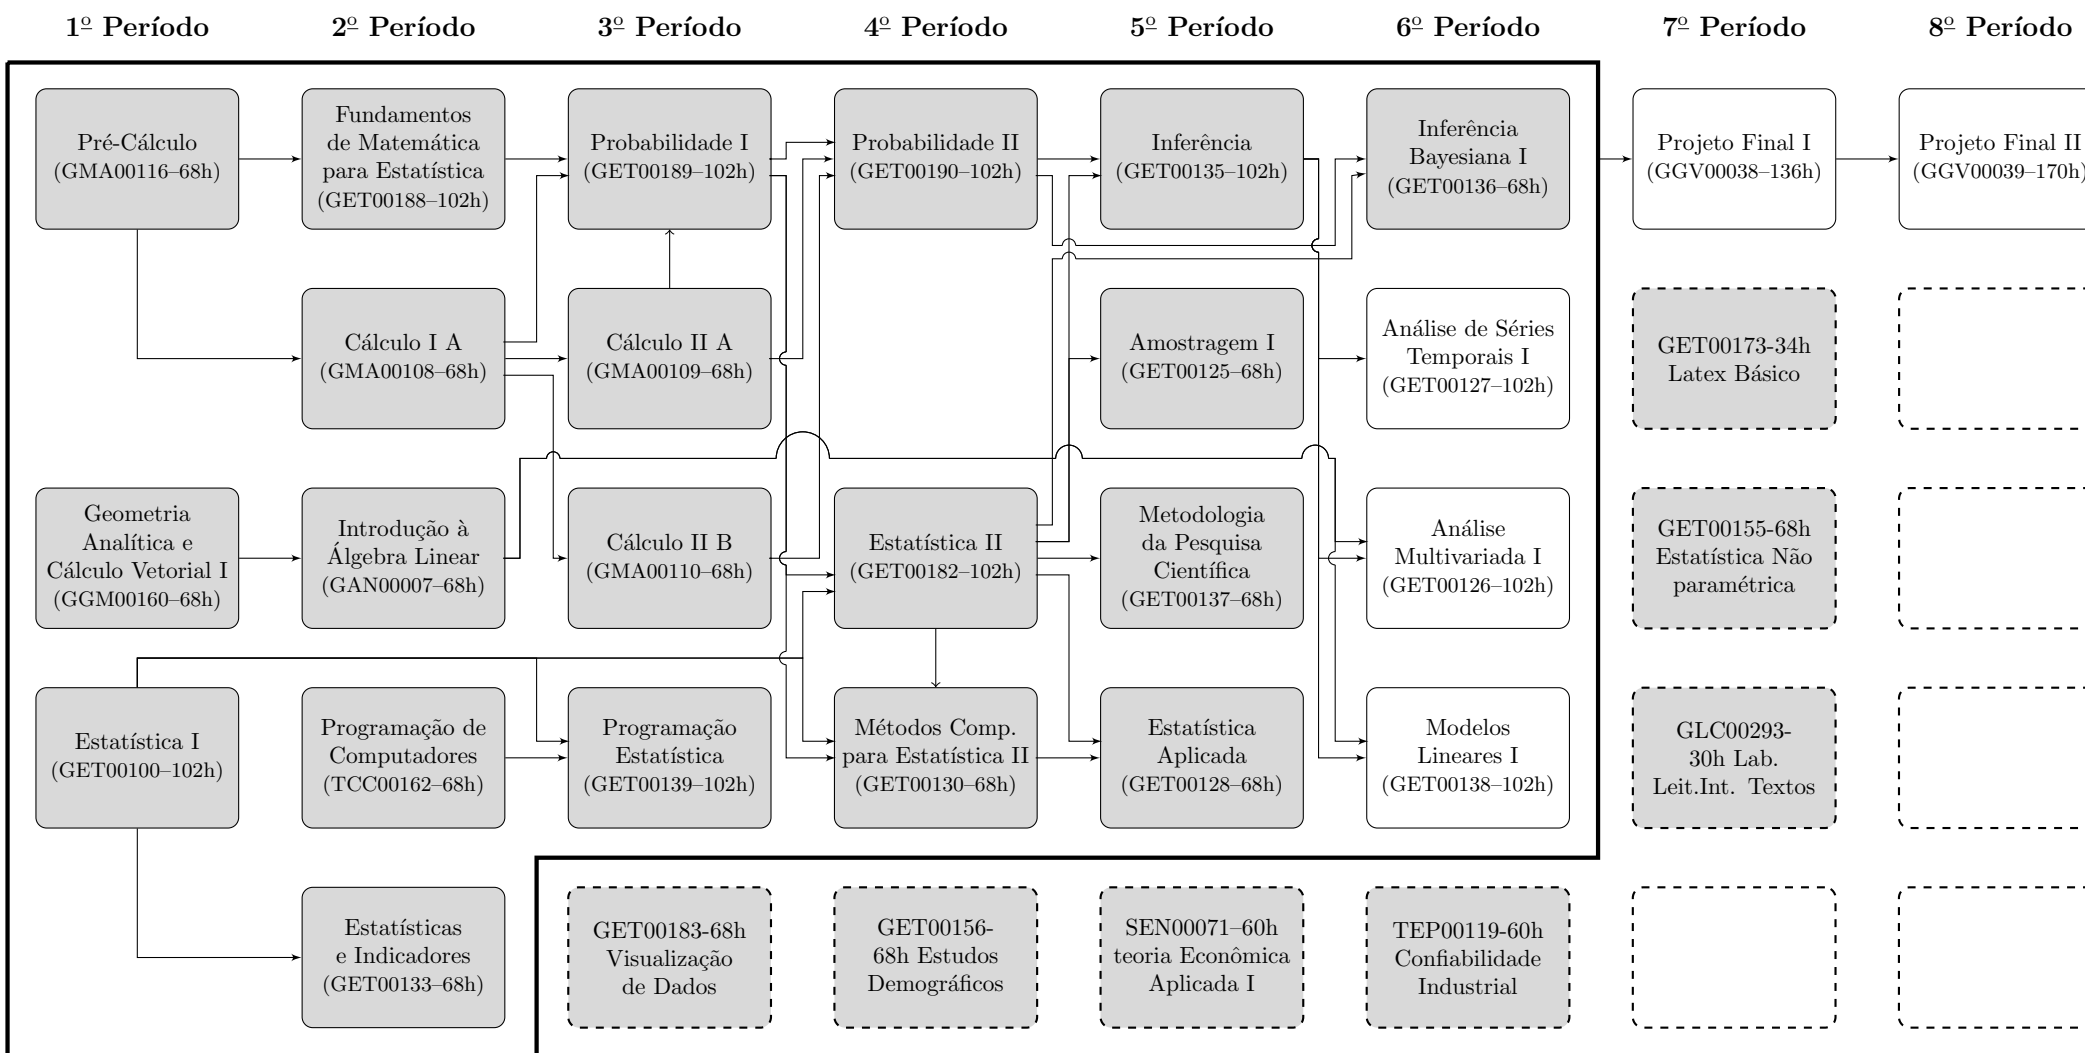 1º Período
2º Período
3º Período
4º Período
5º Período
6º Período
7º Período
8º Período
Pré-Cálculo
(GMA00116–68h)
Fundamentos
de Matemática
para Estatística
(GET00188–102h)
Probabilidade I
(GET00189–102h)
Probabilidade II
(GET00190–102h)
Inferência
(GET00135–102h)
Inferência
Bayesiana I
(GET00136–68h)
Projeto Final I
(GGV00038–136h)
Projeto Final II
(GGV00039–170h)
Cálculo I A
(GMA00108–68h)
Cálculo II A
(GMA00109–68h)
Amostragem I
(GET00125–68h)
Análise de Séries
Temporais I
(GET00127–102h)
GET00173-34h
Latex Básico
Geometria
Analítica e
Cálculo Vetorial I
(GGM00160–68h)
Introdução à
Álgebra Linear
(GAN00007–68h)
Cálculo II B
(GMA00110–68h)
Estatística II
(GET00182–102h)
Metodologia
da Pesquisa
Científica
(GET00137–68h)
Análise
Multivariada I
(GET00126–102h)
GET00155-68h
Estatística Não
paramétrica
Estatística I
(GET00100–102h)
Programação de
Computadores
(TCC00162–68h)
Programação
Estatística
(GET00139–102h)
Métodos Comp.
para Estatística II
(GET00130–68h)
Estatística
Aplicada
(GET00128–68h)
Modelos
Lineares I
(GET00138–102h)
GLC00293-
30h Lab.
Leit.Int. Textos
Estatísticas
e Indicadores
(GET00133–68h)
GET00183-68h
Visualização
de Dados
GET00156-
68h Estudos
Demográficos
SEN00071–60h
teoria Econômica
Aplicada I
TEP00119-60h
Confiabilidade
Industrial